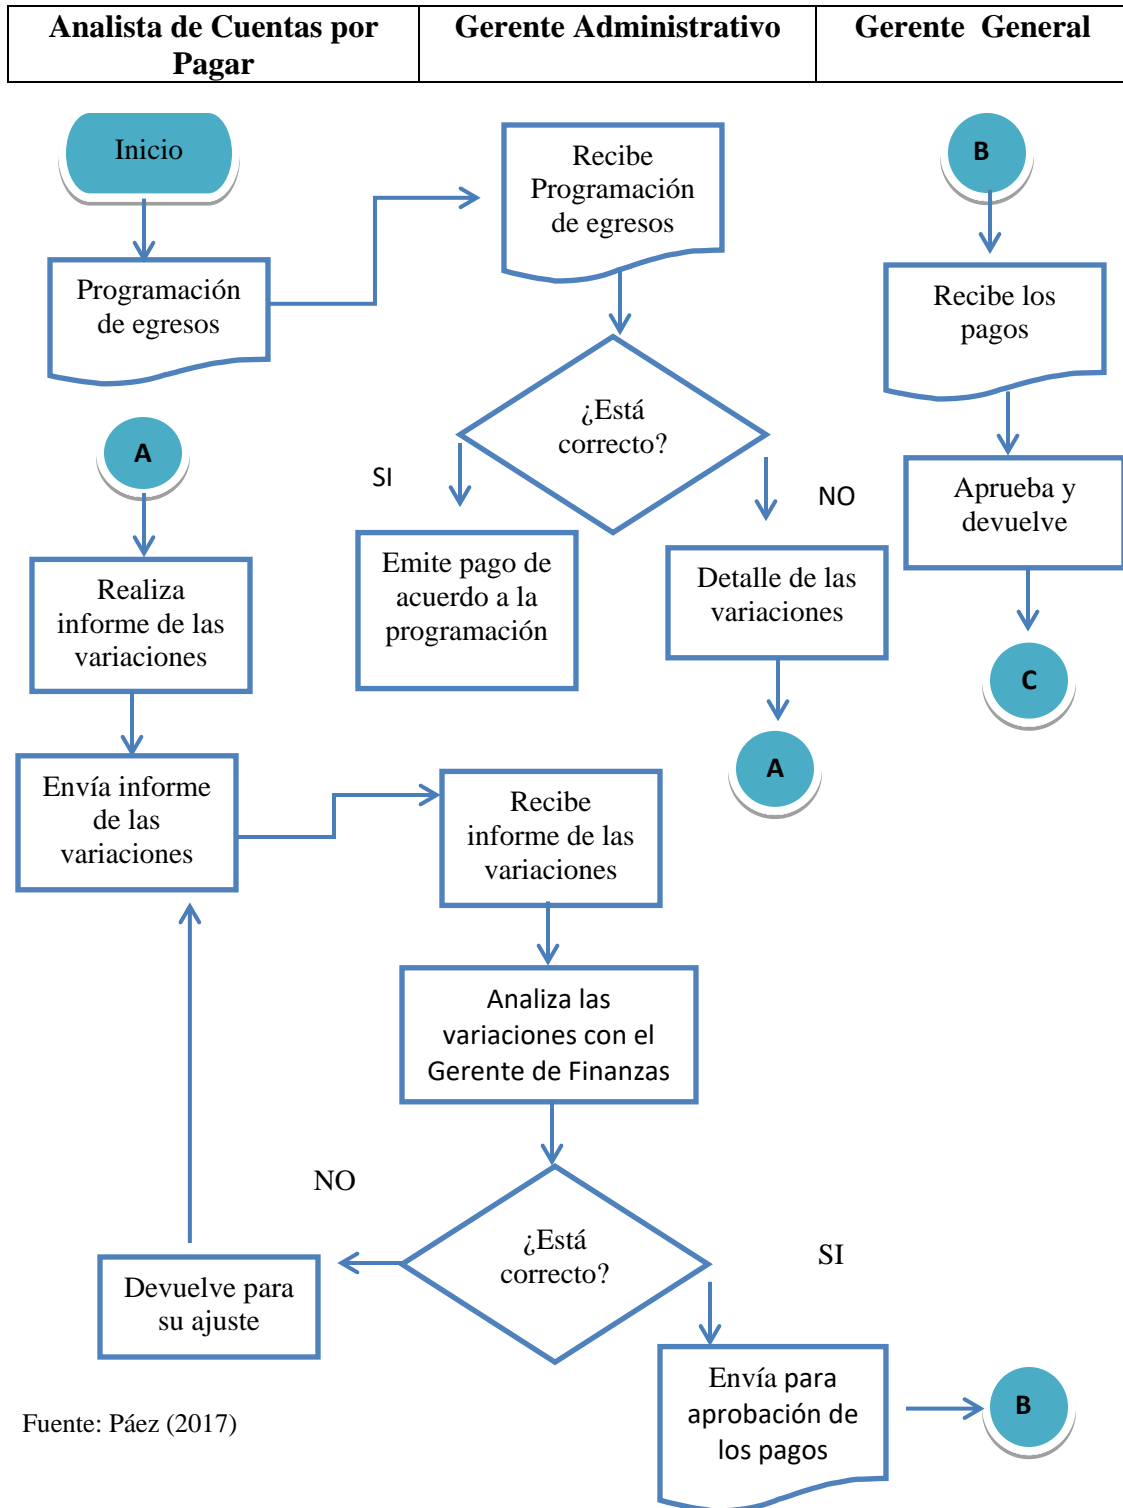 Analista de Cuentas por
Pagar
Gerente Administrativo
Gerente General
Inicio
Recibe
Programación
de egresos
B
Programación
de egresos
Recibe los
pagos
¿Está
correcto?
A
SI
NO
Aprueba y
devuelve
Emite pago de
acuerdo a la
programación
Detalle de las
variaciones
Realiza
informe de las
variaciones
C
A
Envía informe
de las
variaciones
Recibe
informe de las
variaciones
Analiza las
variaciones con el
Gerente de Finanzas
NO
¿Está
correcto?
SI
Devuelve para
su ajuste
Envía para
aprobación de
los pagos
B
Fuente: Páez (2017)